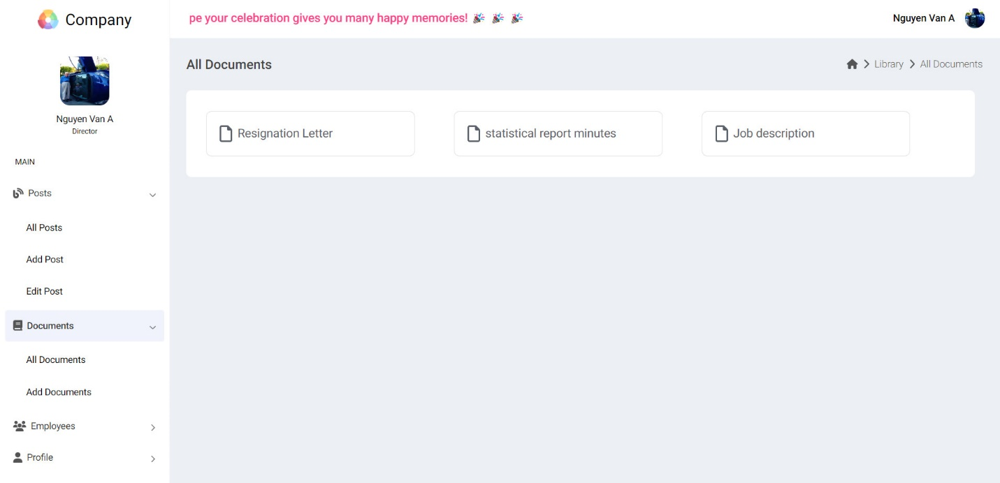 Company
pe your celebration gives you many happy memories! 🎉 🎉 🎉
Nguyen Van A
Nguyen Van A
Director
MAIN
Posts
All Posts
Add Post
Edit Post
Documents
All Documents
Add Documents
Employees
Profile
All Documents
Library
All Documents
Resignation Letter
statistical report minutes
Job description